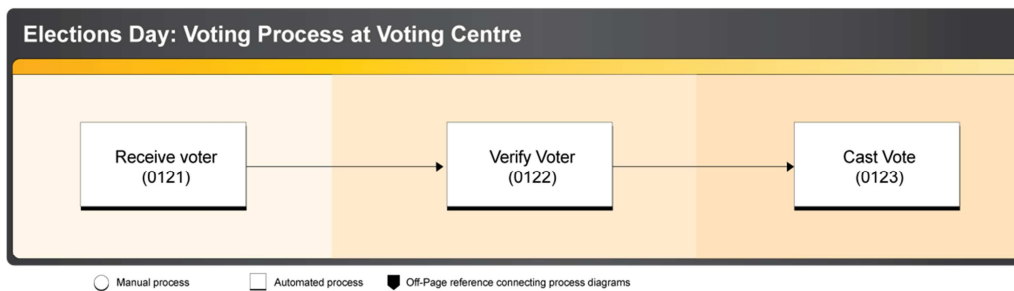 Elections Day: Voting Process at Voting Centre
Receive voter
(0121)
Verify Voter
(0122)
Cast Vote
(0123)
Manual process
Automated process
Off-Page reference connecting process diagrams